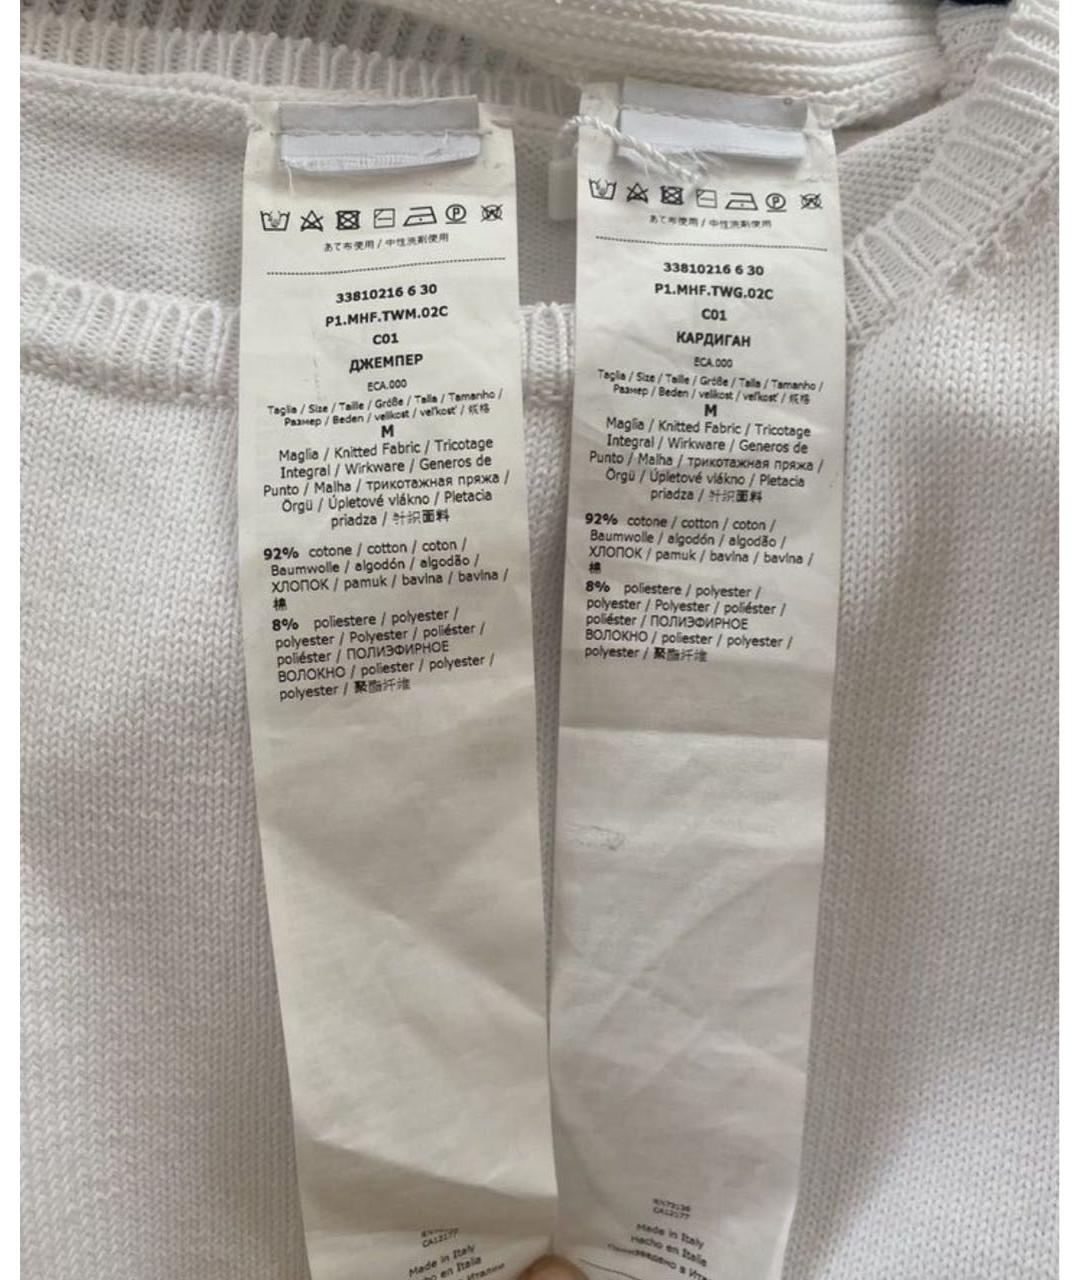 あて布使用 / 中性洗剤使用
33810216 6 30
P1.MHF.TWM.02C
C01
ДЖЕМПЕР
ECA.000
Taglia / Size / Taille / Größe / Talla / Tamanho /
Размер / Beden / velikost / veľkosť / 规格
M
Maglia / Knitted Fabric / Tricotage
Integral / Wirkware / Generos de
Punto / Malha / трикотажная пряжа /
Örgü / Úpletové vlákno / Pletacia
priadza / 针织面料
92% cotone / cotton / coton /
Baumwolle / algodón / algodão /
ХЛОПОК / pamuk / bavlna / bavlna /
棉
8% poliestere / polyester /
polyester / Polyester / poliéster /
poliéster / ПОЛИЭФИРНОЕ
ВОЛОКНО / poliester / polyester /
polyester / 聚酯纤维
CA12177
Made in Italy
en Italia
Италии
あて布使用 / 中性洗剤使用
33810216 6 30
P1.MHF.TWG.02C
C01
КАРДИГАН
ECA.000
Taglia / Size / Taille / Größe / Talla / Tamanho /
Размер / Beden / velikost / veľkosť / 规格
M
Maglia / Knitted Fabric / Tricotage
Integral / Wirkware / Generos de
Punto / Malha / трикотажная пряжа /
Örgü / Úpletové vlákno / Pletacia
priadza / 针织面料
92% cotone / cotton / coton /
Baumwolle / algodón / algodão /
ХЛОПОК / pamuk / bavlna / bavlna /
棉
8% poliestere / polyester /
polyester / Polyester / poliéster /
poliéster / ПОЛИЭФИРНОЕ
ВОЛОКНО / poliester / polyester /
polyester / 聚酯纤维
CA12177
Made in Italy
Hecho en Italia